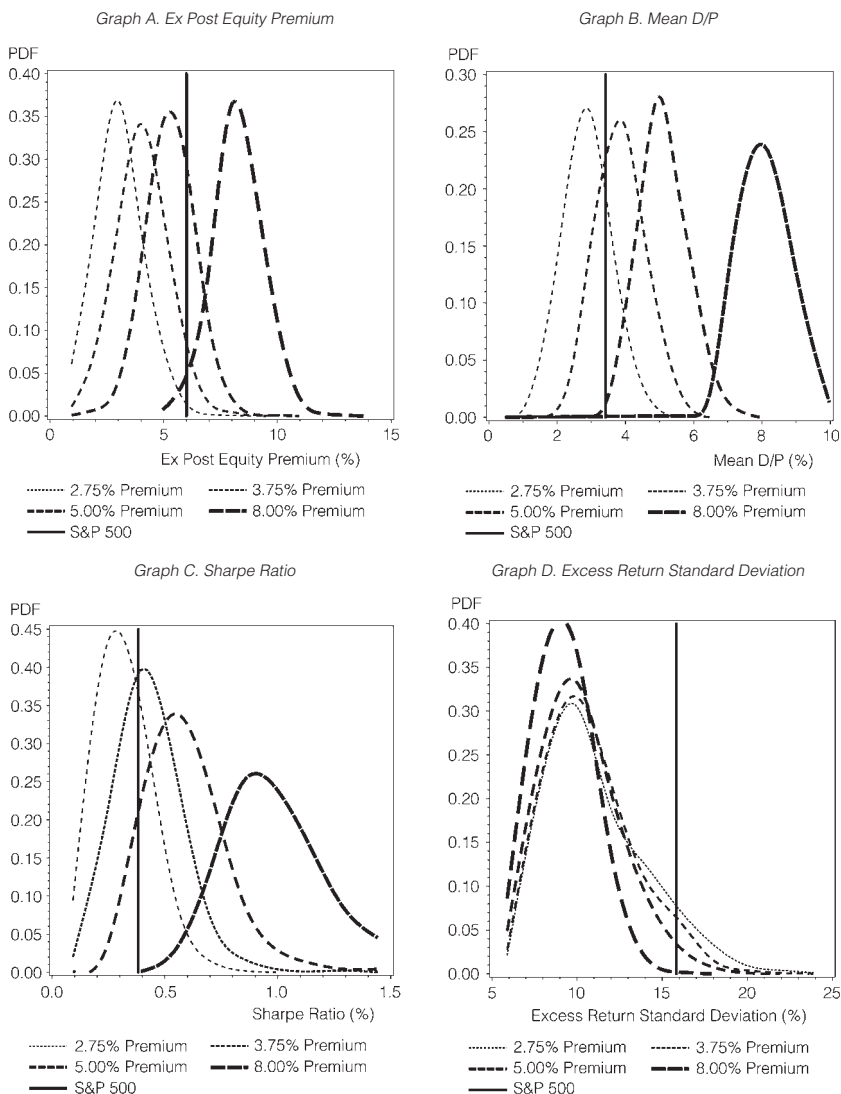 Graph A. Ex Post Equity Premium
PDF
0.40
0.35
0.30
0.25
0.20
0.15
0.10
0.05
0.00
0 5 10 15
Ex Post Equity Premium (%)
2.75% Premium 3.75% Premium
5.00% Premium 8.00% Premium
S&P 500
Graph B. Mean D/P
PDF
0.30
0.25
0.20
0.15
0.10
0.05
0.00
0 2 4 6 8 10
Mean D/P (%)
2.75% Premium 3.75% Premium
5.00% Premium 8.00% Premium
S&P 500
Graph C. Sharpe Ratio
PDF
0.45
0.40
0.35
0.30
0.25
0.20
0.15
0.10
0.05
0.00
0.0 0.5 1.0 1.5
Sharpe Ratio (%)
2.75% Premium 3.75% Premium
5.00% Premium 8.00% Premium
S&P 500
Graph D. Excess Return Standard Deviation
PDF
0.40
0.35
0.30
0.25
0.20
0.15
0.10
0.05
0.00
5 10 15 20 25
Excess Return Standard Deviation (%)
2.75% Premium 3.75% Premium
5.00% Premium 8.00% Premium
S&P 500